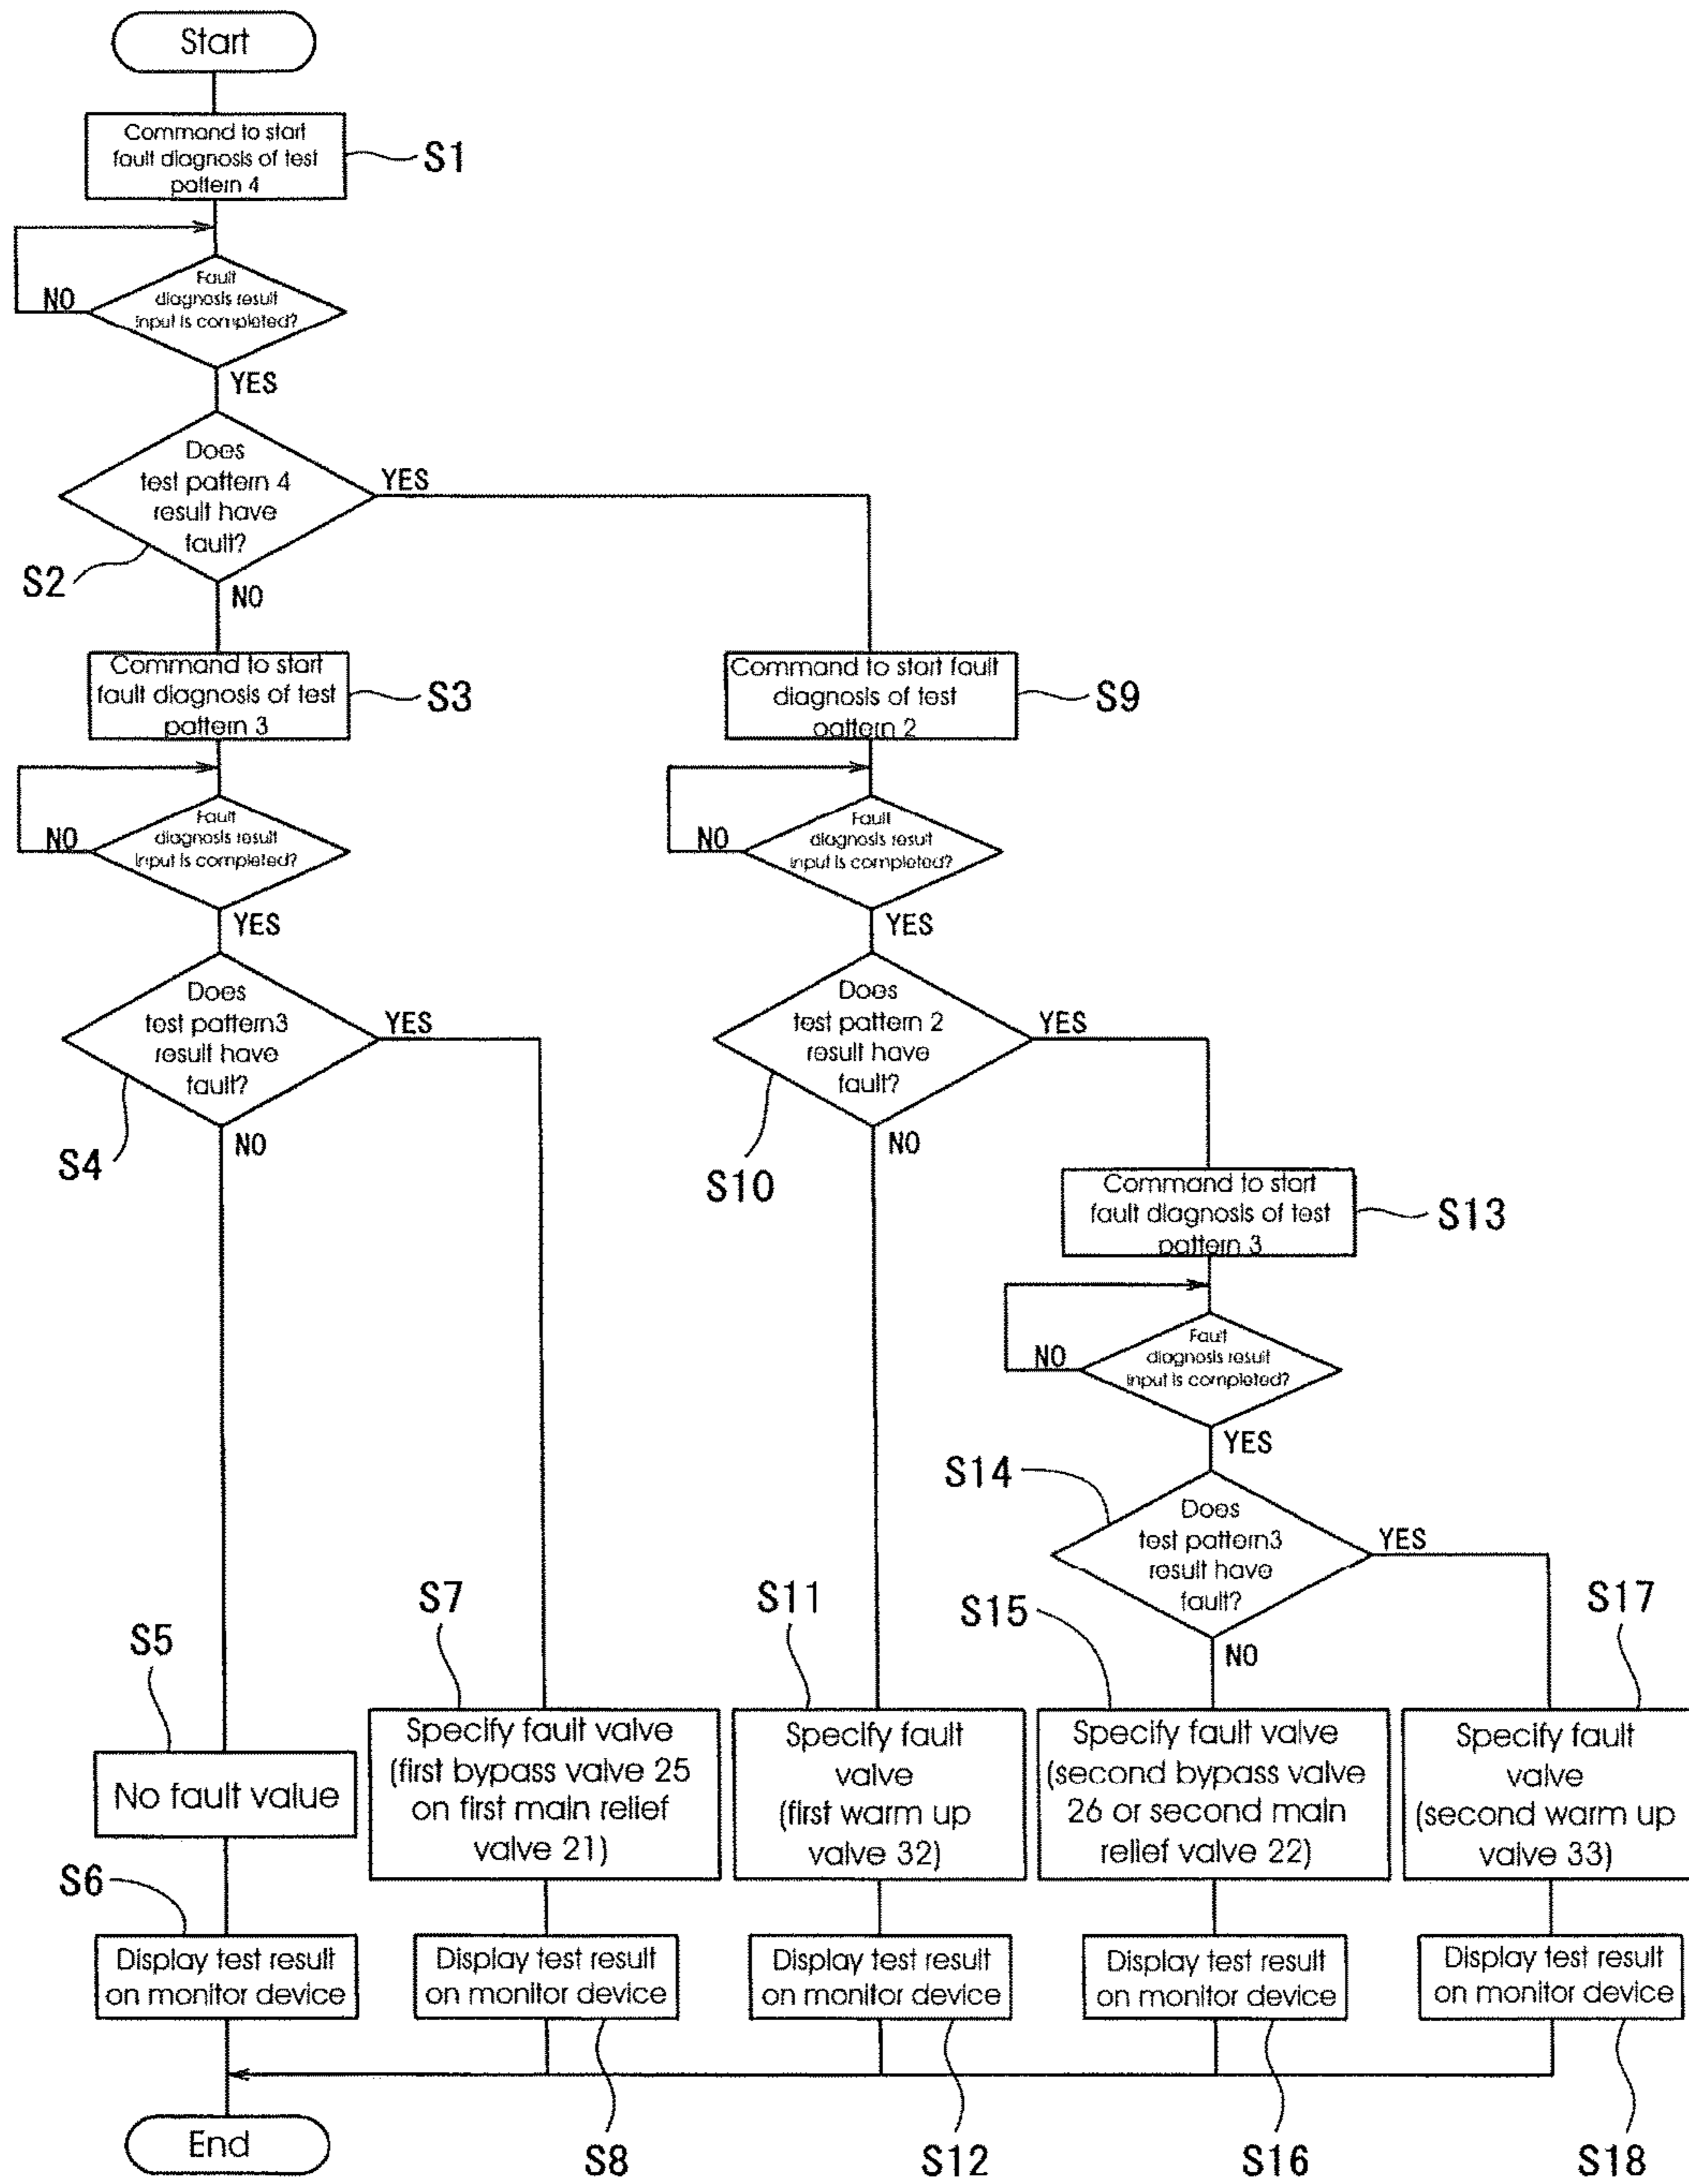 Start
Command to start
fault diagnosis of test
pattern 4
S1
Fault
diagnosis result
input is completed?
NO
YES
Does
test pattern 4
result have
fault?
YES
S2
NO
Command to start
fault diagnosis of test
pattern 3
S3
Command to start fault
diagnosis of test
pattern 2
S9
Fault
diagnosis result
input is completed?
NO
YES
Fault
diagnosis result
input is completed?
NO
YES
Does
test pattern3
result have
fault?
YES
S4
NO
Does
test pattern 2
result have
fault?
YES
S10
NO
Command to start
fault diagnosis of test
pattern 3
S13
Fault
diagnosis result
input is completed?
NO
YES
S14
Does
test pattern3
result have
fault?
YES
NO
S5
No fault value
S7
Specify fault valve
(first bypass valve 25
on first main relief
valve 21)
S11
Specify fault
valve
(first warm up
valve 32)
S15
Specify fault valve
(second bypass valve
26 or second main
relief valve 22)
S17
Specify fault
valve
(second warm up
valve 33)
S6
Display test result
on monitor device
Display test result
on monitor device
Display test result
on monitor device
Display test result
on monitor device
Display test result
on monitor device
End
S8
S12
S16
S18